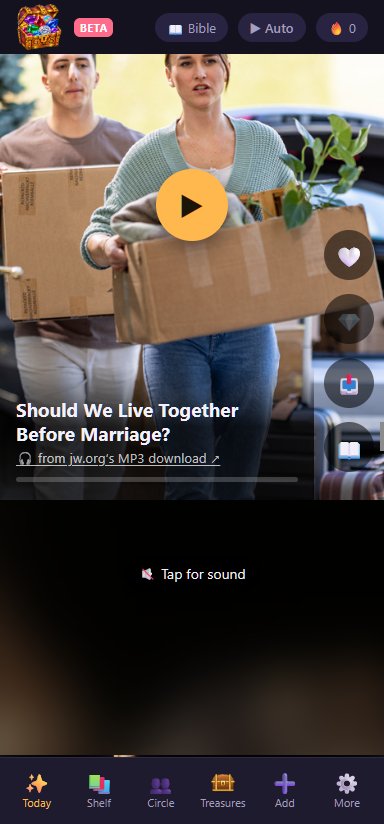 BETA
Bible
Auto
0
Should We Live Together
Before Marriage?
from jw.org’s MP3 download ↗
Tap for sound
Today
Shelf
Circle
Treasures
Add
More